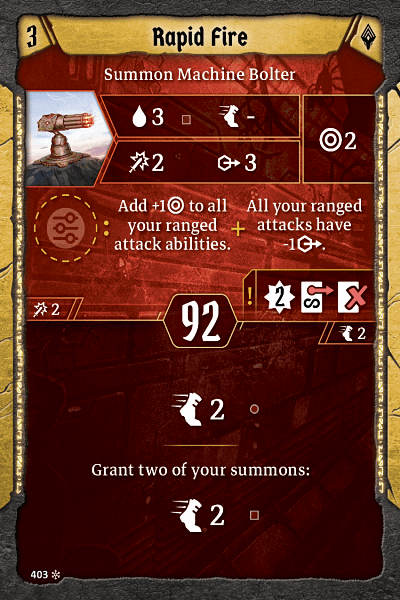 3 Rapid Fire
Summon Machine Bolter
3 -
2 3
2
Add +1 to all
your ranged
attack abilities.
:
+
All your ranged
attacks have
-1.
2
! 2
92
2
2
Grant two of your summons:
2
403